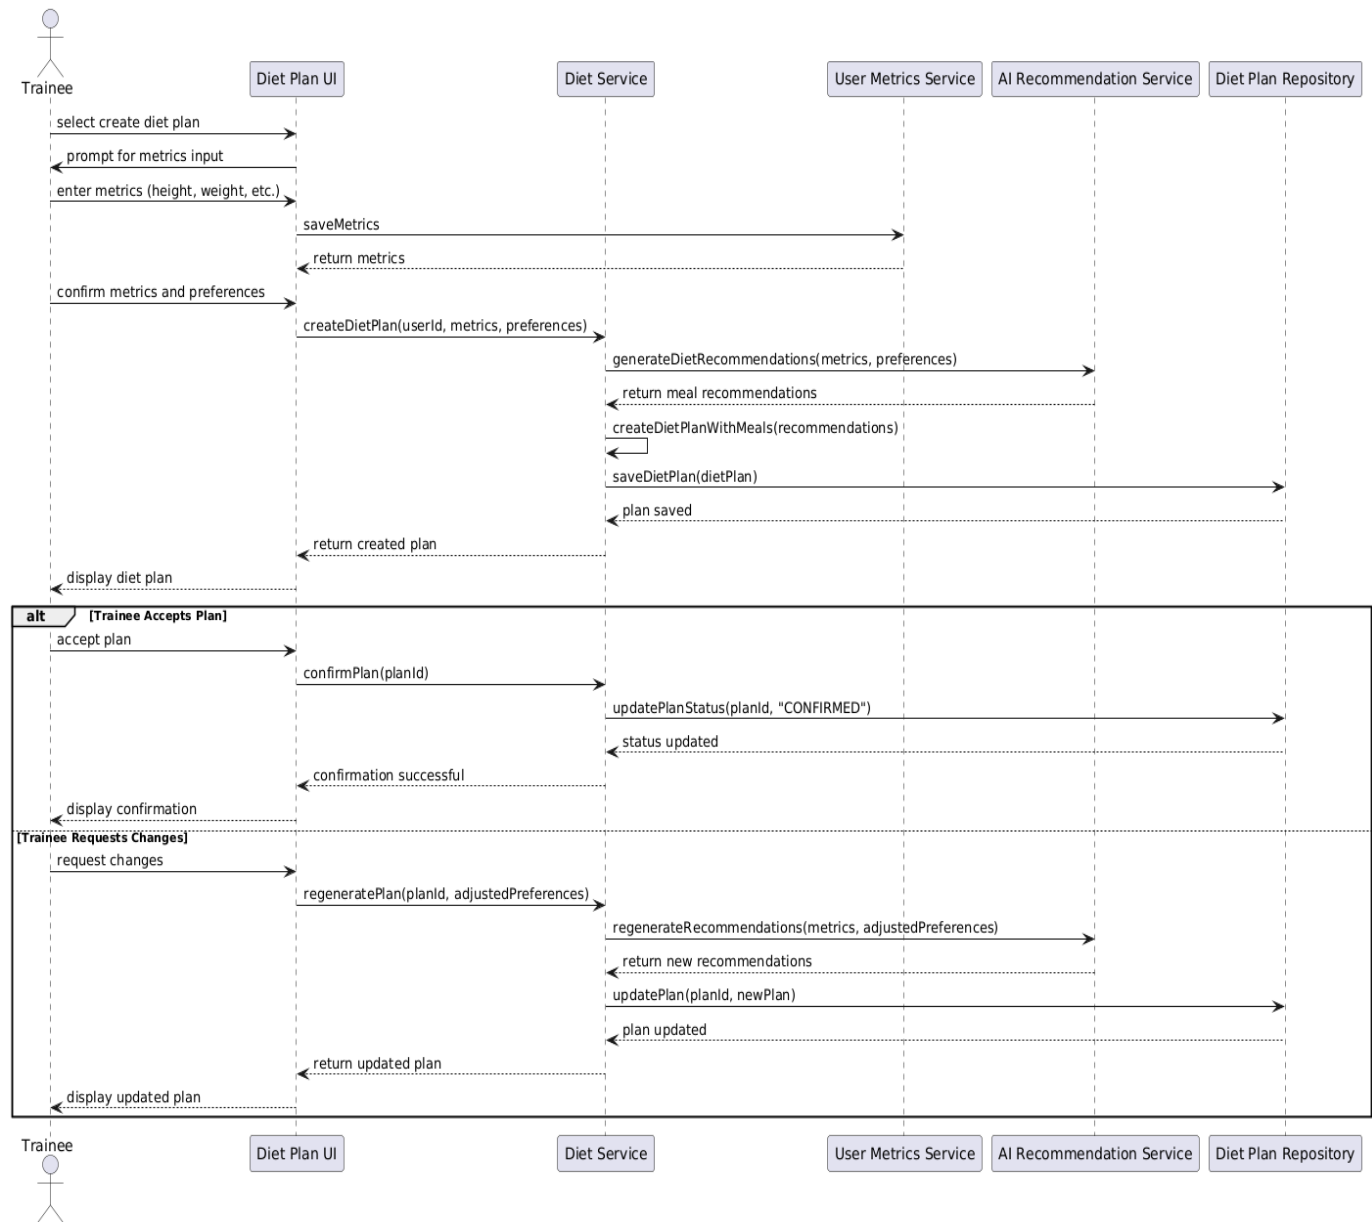 Trainee
Diet Plan UI
Diet Service
User Metrics Service
AI Recommendation Service
Diet Plan Repository
select create diet plan
prompt for metrics input
enter metrics (height, weight, etc.)
saveMetrics
return metrics
confirm metrics and preferences
createDietPlan(userId, metrics, preferences)
generateDietRecommendations(metrics, preferences)
return meal recommendations
createDietPlanWithMeals(recommendations)
saveDietPlan(dietPlan)
plan saved
return created plan
display diet plan
alt
[Trainee Accepts Plan]
accept plan
confirmPlan(planId)
updatePlanStatus(planId, "CONFIRMED")
status updated
confirmation successful
display confirmation
[Trainee Requests Changes]
request changes
regeneratePlan(planId, adjustedPreferences)
regenerateRecommendations(metrics, adjustedPreferences)
return new recommendations
updatePlan(planId, newPlan)
plan updated
return updated plan
display updated plan
Trainee
Diet Plan UI
Diet Service
User Metrics Service
AI Recommendation Service
Diet Plan Repository